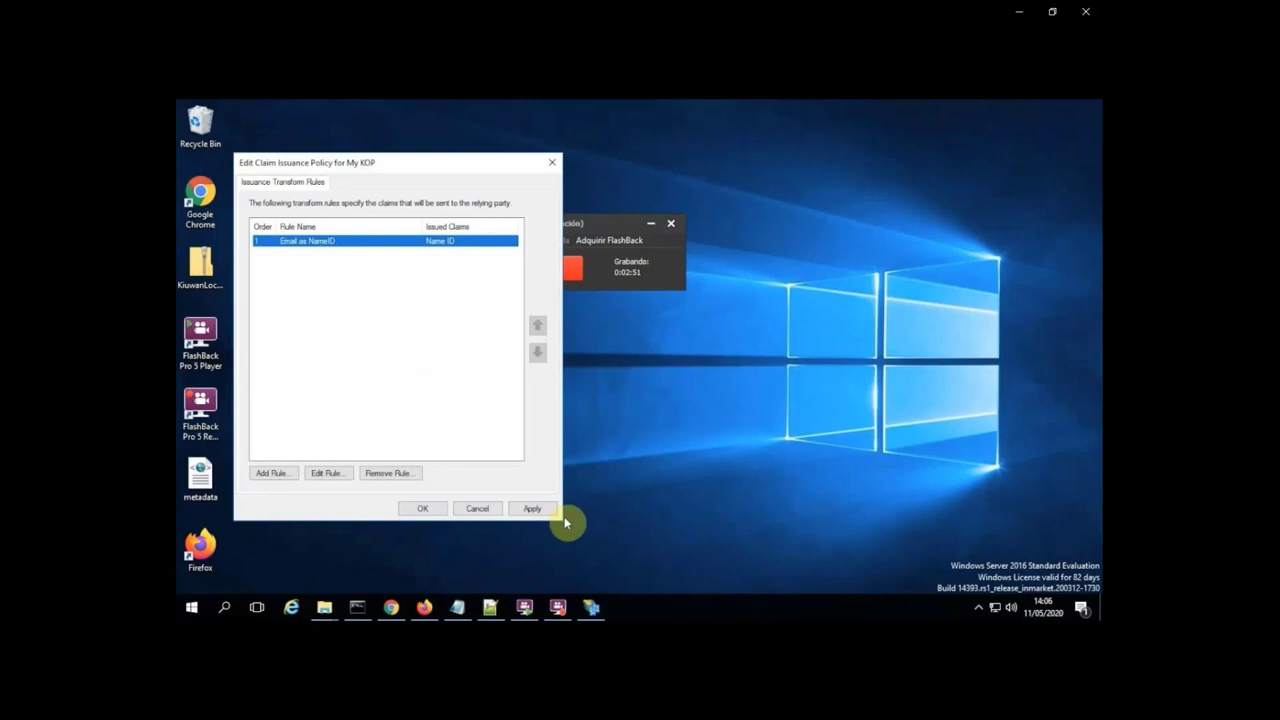 Recycle Bin
Google
Chrome
KiuwanLoc...
FlashBack
Pro 5 Player
FlashBack
Pro 5 Re...
metadata
Firefox
Edit Claim Issuance Policy for My KOP
Issuance Transform Rules
The following transform rules specify the claims that will be sent to the relying party.
Order Rule Name Issued Claims
1 Email as NameID Name ID
Add Rule... Edit Rule... Remove Rule...
OK Cancel Apply
Adquirir FlashBack
Grabando:
0:02:51
Windows Server 2016 Standard Evaluation
Windows License valid for 82 days
Build 14393.rs1_release_inmarket.200312-1730
14:06
11/05/2020
1